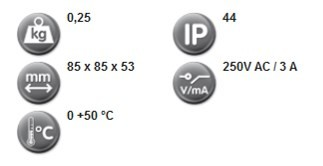 kg 0,25
IP 44
mm 85 x 85 x 53
V/mA 250V AC / 3 A
°C 0 +50 °C